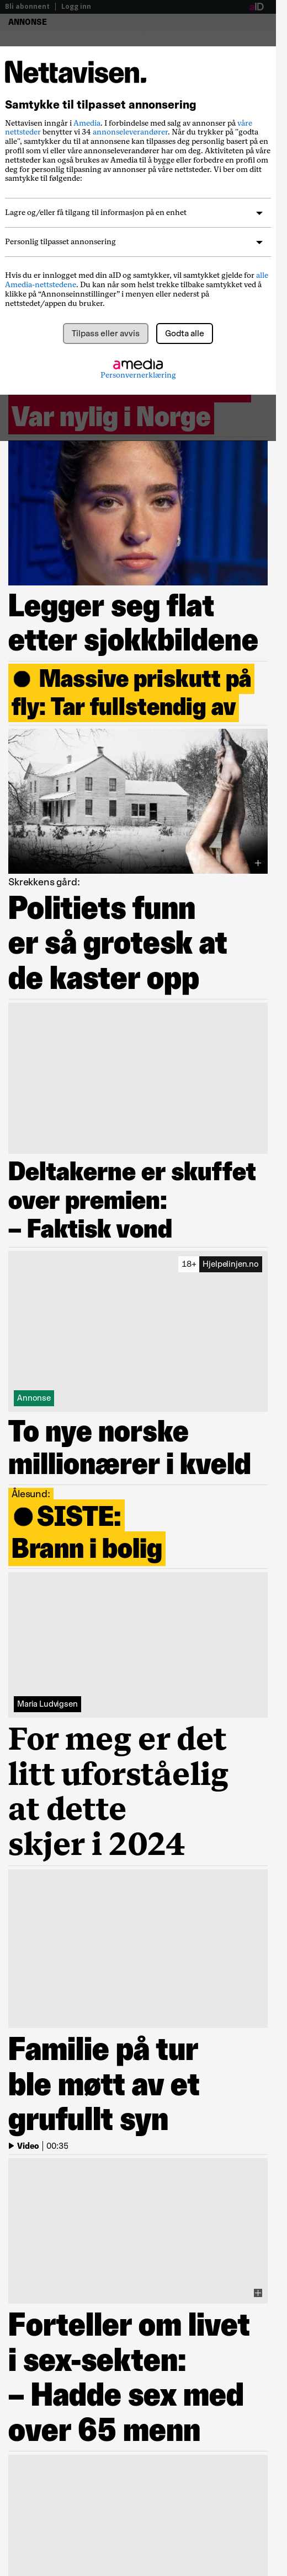 Bli abonnent | Logg inn
aID
ANNONSE
Nettavisen.
Samtykke til tilpasset annonsering
Nettavisen inngår i Amedia. I forbindelse med salg av annonser på våre
nettsteder benytter vi 34 annonseleverandører. Når du trykker på "godta
alle", samtykker du til at annonsene kan tilpasses deg personlig basert på en
profil som vi eller våre annonseleverandører har om deg. Aktiviteten på våre
nettsteder kan også brukes av Amedia til å bygge eller forbedre en profil om
deg for personlig tilpasning av annonser på våre nettsteder. Vi ber om ditt
samtykke til følgende:
Lagre og/eller få tilgang til informasjon på en enhet
Personlig tilpasset annonsering
Hvis du er innlogget med din aID og samtykker, vil samtykket gjelde for alle
Amedia-nettstedene. Du kan når som helst trekke tilbake samtykket ved å
klikke på “Annonseinnstillinger” i menyen eller nederst på
nettstedet/appen du bruker.
Tilpass eller avvis
Godta alle
amedia
Personvernerklæring
Var nylig i Norge
Legger seg flat
etter sjokkbildene
● Massive priskutt på
fly: Tar fullstendig av
Skrekkens gård:
Politiets funn
er så grotesk at
de kaster opp
Deltakerne er skuffet
over premien:
– Faktisk vond
18+ Hjelpelinjen.no
Annonse
To nye norske
millionærer i kveld
Ålesund:
● SISTE:
Brann i bolig
Maria Ludvigsen
For meg er det
litt uforståelig
at dette
skjer i 2024
Familie på tur
ble møtt av et
grufullt syn
Video | 00:35
Forteller om livet
i sex-sekten:
– Hadde sex med
over 65 menn